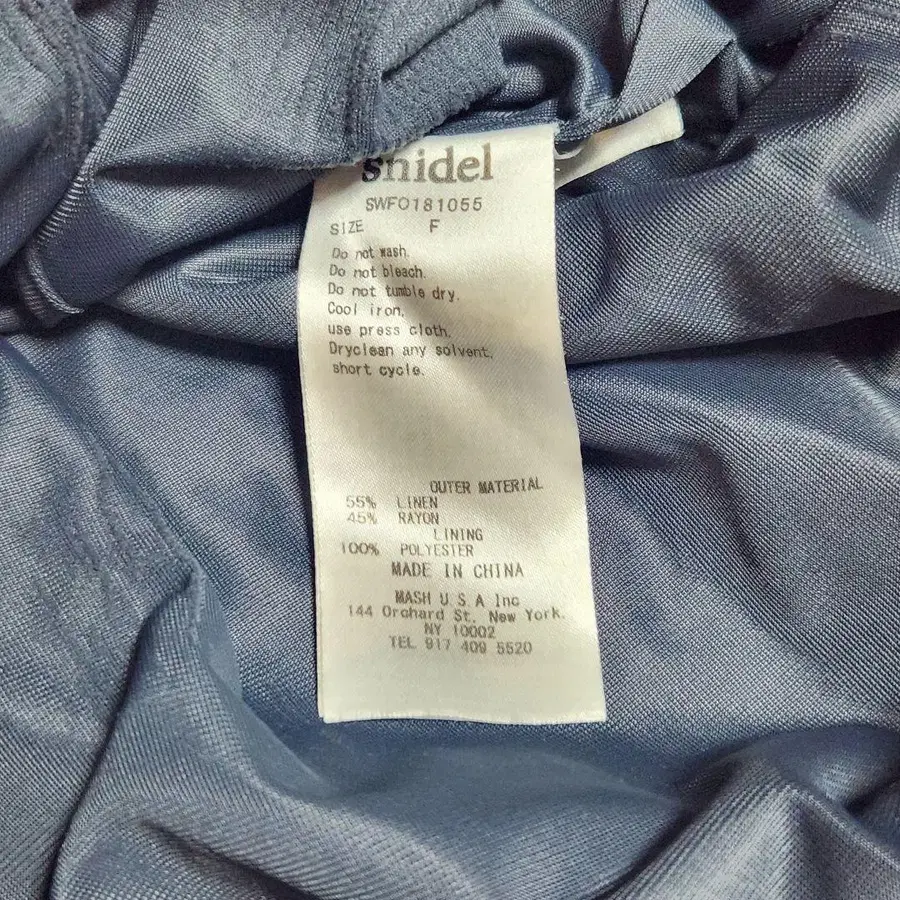 snidel
SWFO181055
SIZE F
Do not wash.
Do not bleach.
Do not tumble dry.
Cool iron.
use press cloth.
Dryclean any solvent,
short cycle.
OUTER MATERIAL
55% LINEN
45% RAYON
LINING
100% POLYESTER
MADE IN CHINA
MASH U.S.A Inc
144 Orchard St, New York.
NY 10002
TEL 917 409 5520